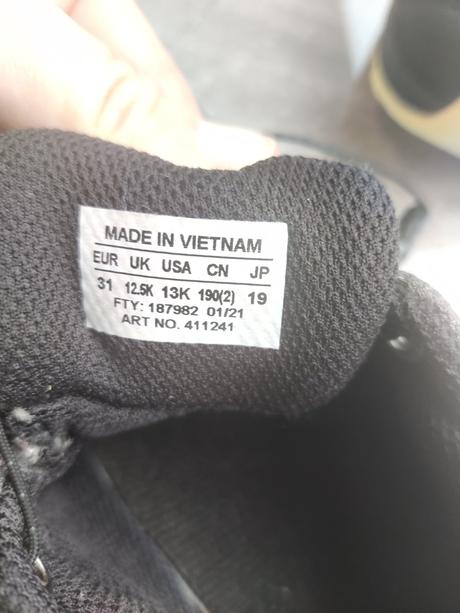 MADE IN VIETNAM
EUR UK USA CN JP
31 12.5K 13K 190(2) 19
FTY: 187982 01/21
ART NO. 411241